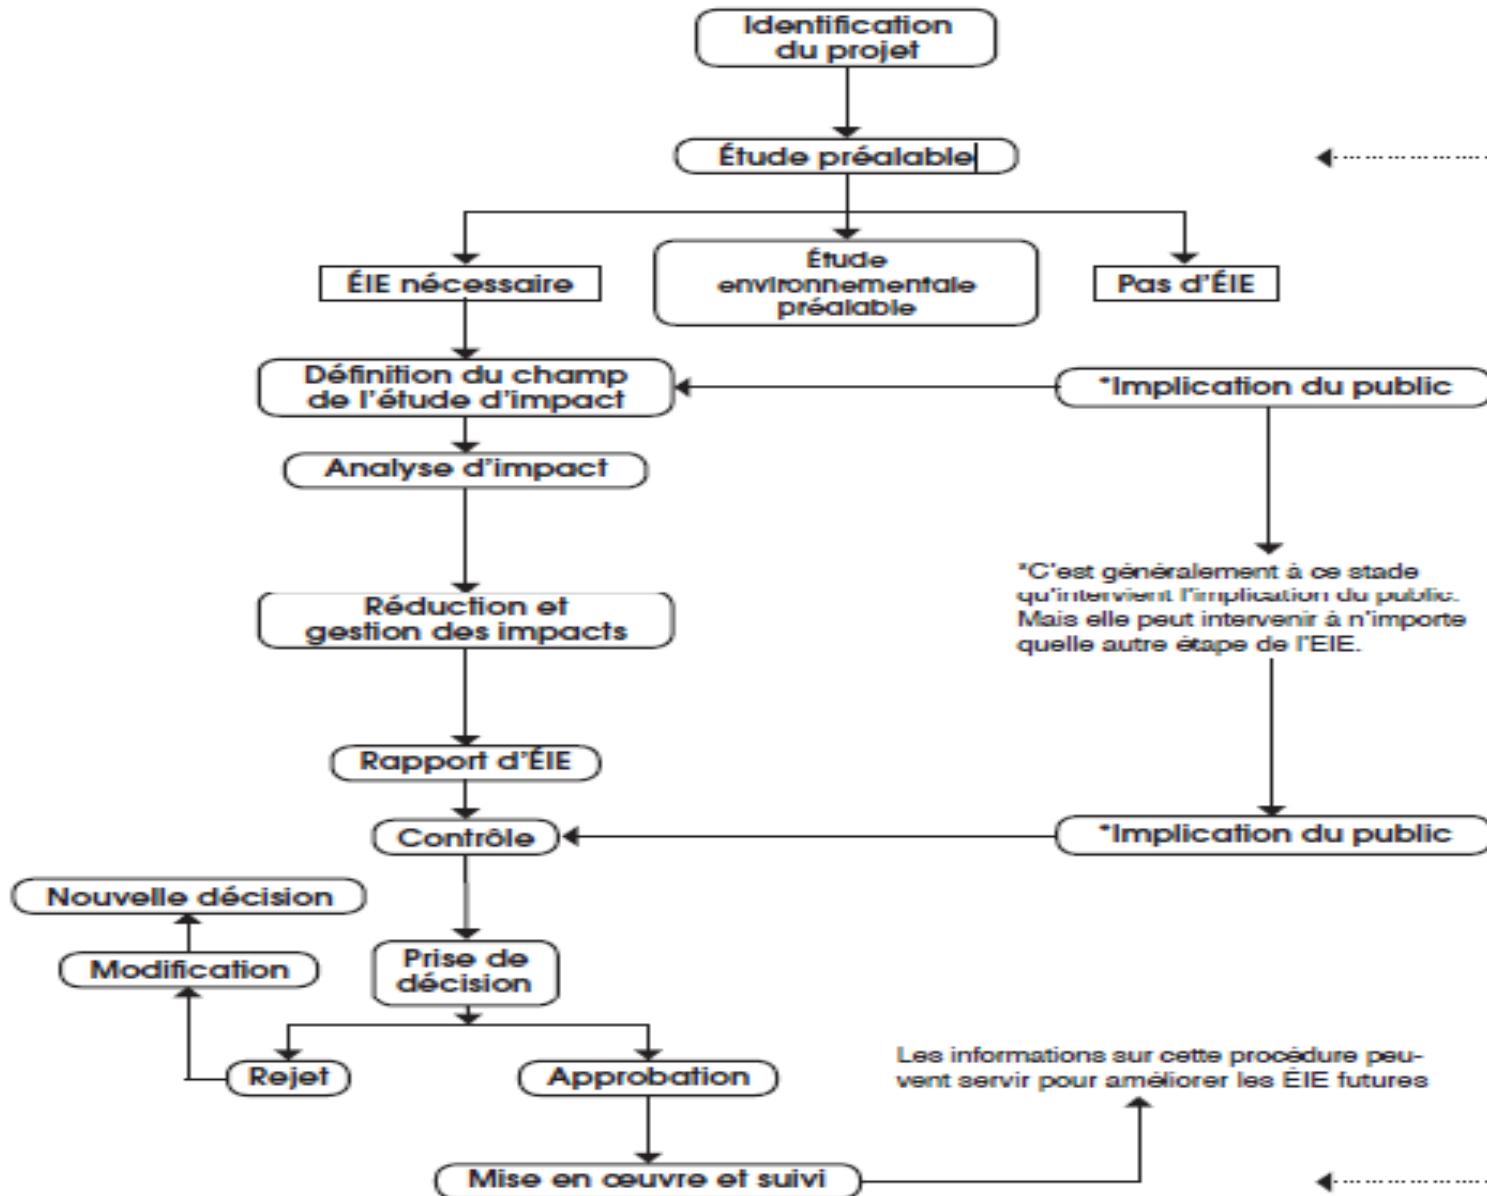 Identification
du projet
Étude préalable
ÉIE nécessaire
Étude
environnementale
préalable
Pas d'ÉIE
Définition du champ
de l'étude d'impact
*Implication du public
Analyse d'impact
*C'est généralement à ce stade
qu'intervient l'implication du public.
Mais elle peut intervenir à n'importe
quelle autre étape de l'EIE.
Réduction et
gestion des impacts
Rapport d'ÉIE
Contrôle
*Implication du public
Nouvelle décision
Modification
Prise de
décision
Rejet
Approbation
Les informations sur cette procédure peu-
vent servir pour améliorer les ÉIE futures
Mise en œuvre et suivi